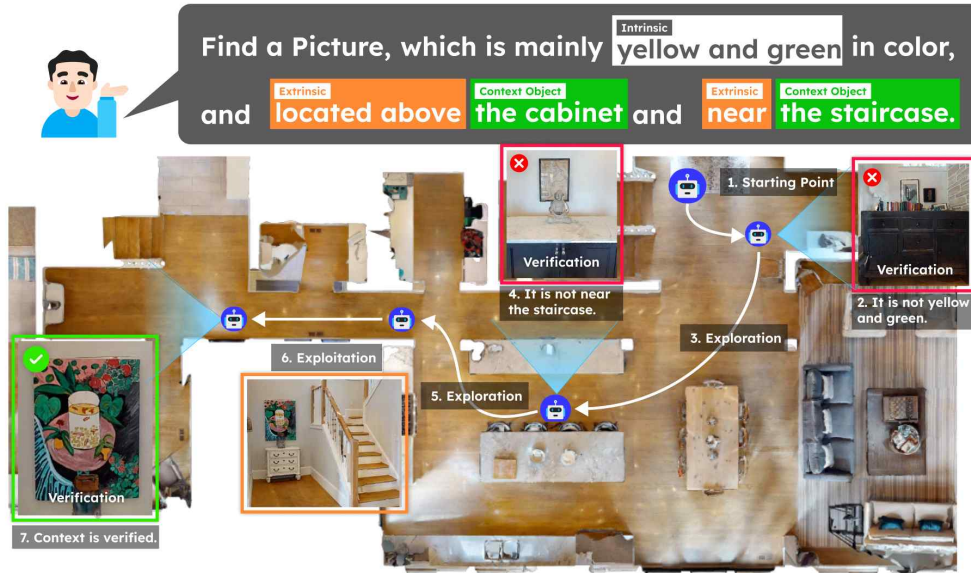 Find a Picture, which is mainly Intrinsic yellow and green in color,
and Extrinsic located above Context Object the cabinet and Extrinsic near Context Object the staircase.
1. Starting Point
Verification
2. It is not yellow
and green.
3. Exploration
Verification
4. It is not near
the staircase.
5. Exploration
6. Exploitation
Verification
7. Context is verified.